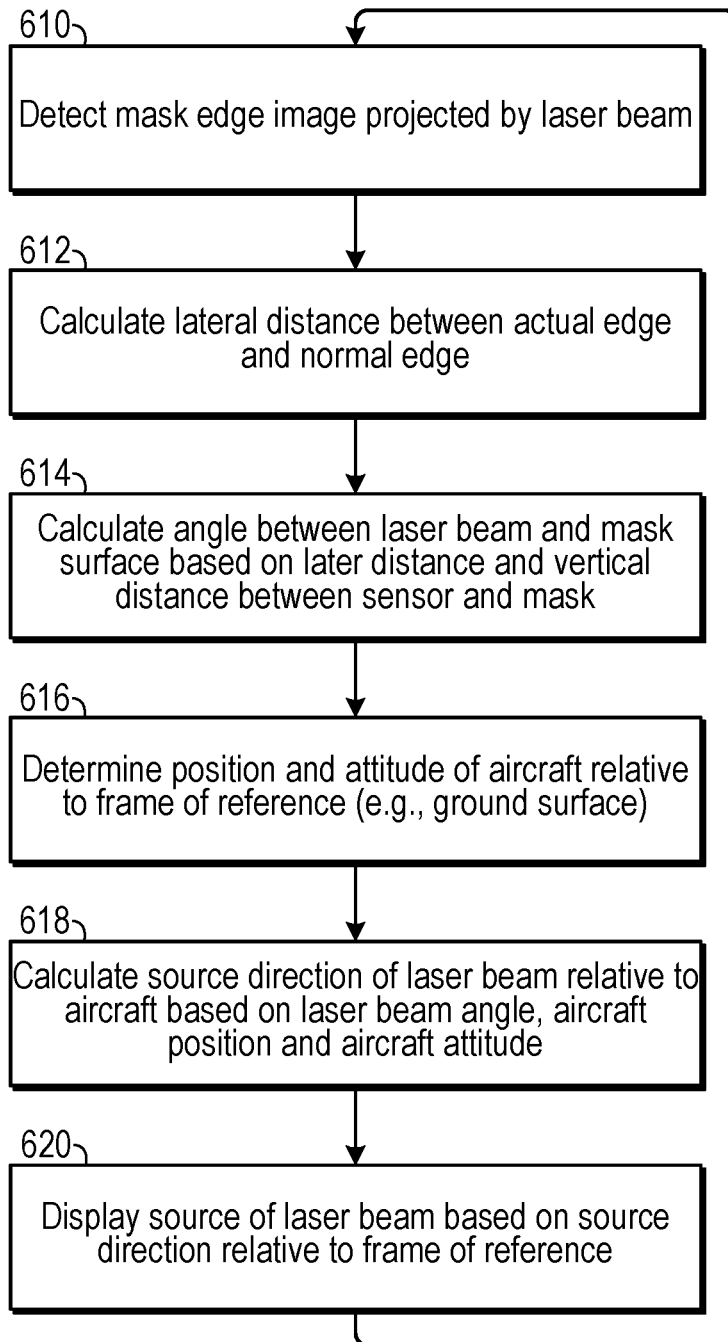 610
Detect mask edge image projected by laser beam
612
Calculate lateral distance between actual edge
and normal edge
614
Calculate angle between laser beam and mask
surface based on later distance and vertical
distance between sensor and mask
616
Determine position and attitude of aircraft relative
to frame of reference (e.g., ground surface)
618
Calculate source direction of laser beam relative to
aircraft based on laser beam angle, aircraft
position and aircraft attitude
620
Display source of laser beam based on source
direction relative to frame of reference